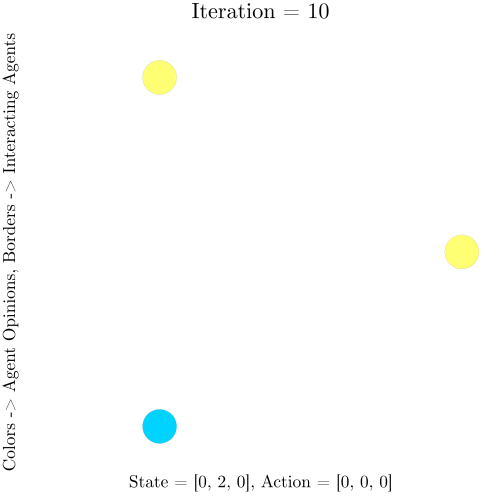 Iteration = 10
Colors -> Agent Opinions, Borders -> Interacting Agents
State = [0, 2, 0], Action = [0, 0, 0]